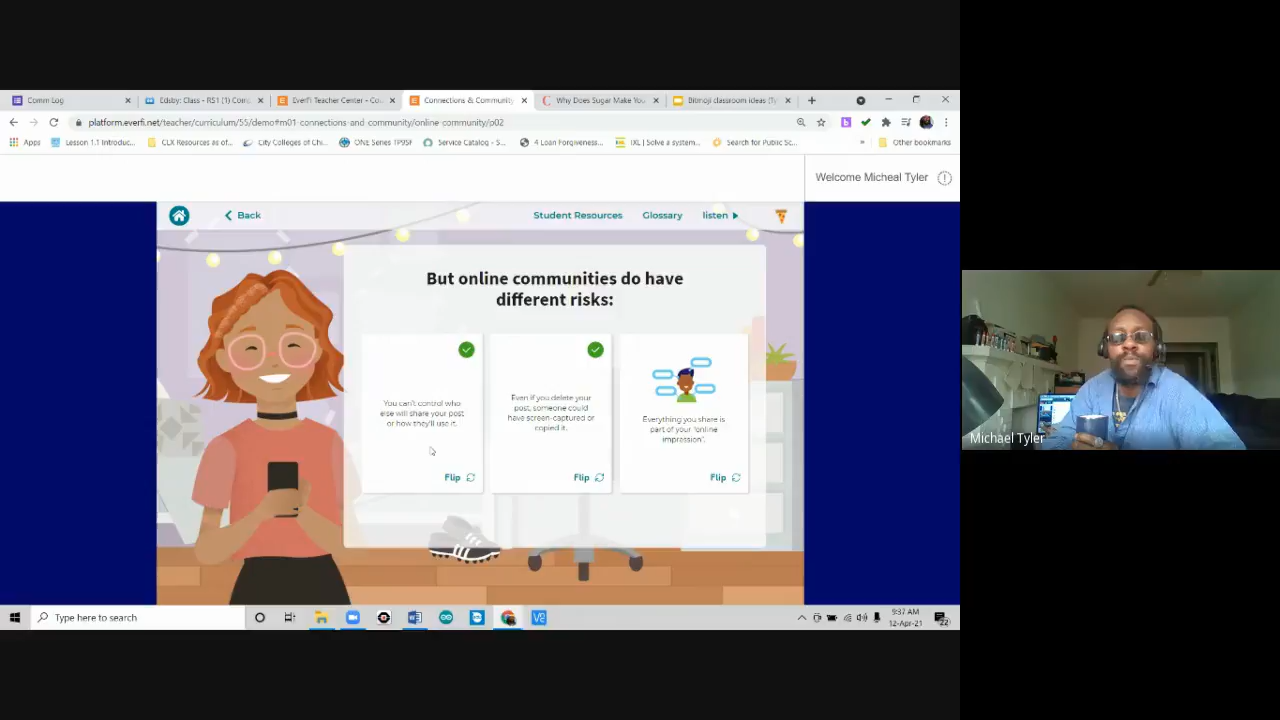 Comm Log
Edsby: Class - RS1 (1) Com
EverFi Teacher Center - Co
Connections & Community
Why Does Sugar Make You
Bitmoji classroom ideas (Ty
platform.everfi.net/teacher/curriculum/55/demo#m01-connections-and-community/online-community/p02
Apps
Lesson 1.1 Introduc...
CLX Resources as of...
City Colleges of Chi...
ONE Series TP95F
Service Catalog - S...
4 Loan Forgiveness...
IXL | Solve a system...
Search for Public Sc...
»
Other bookmarks
Welcome Micheal Tyler
Back
Student Resources
Glossary
listen
But online communities do have
different risks:
You can't control who
else will share your post
or how they'll use it.
Flip
Even if you delete your
post, someone could
have screen-captured or
copied it.
Flip
Everything you share is
part of your "online
impression".
Flip
Michael Tyler
Type here to search
9:37 AM
12-Apr-21
22